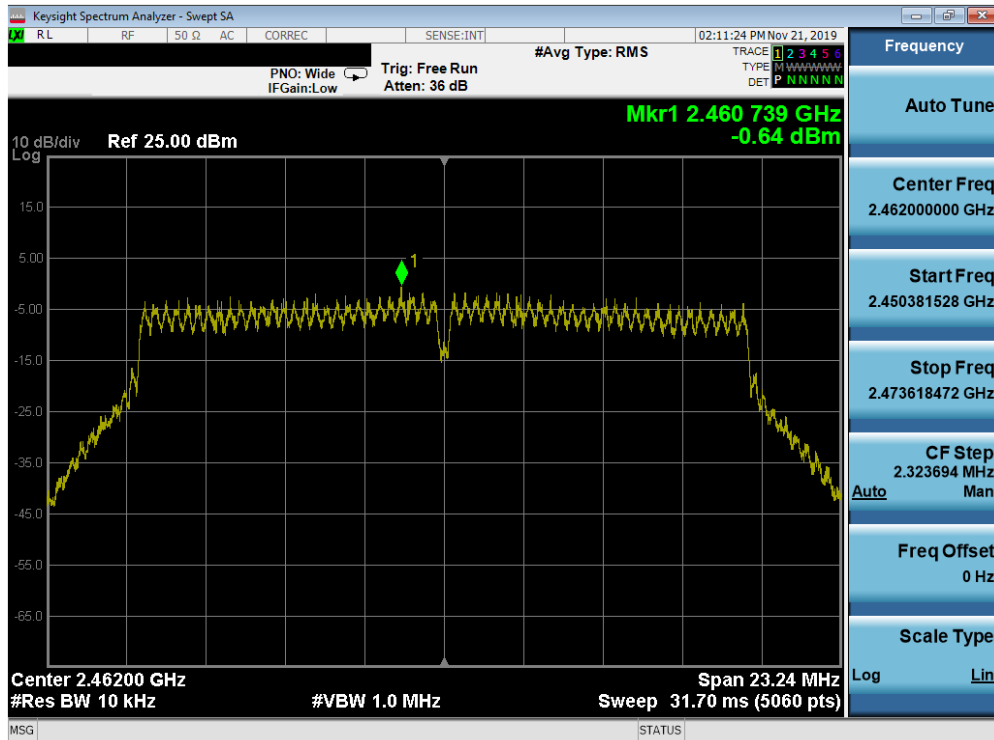 Keysight Spectrum Analyzer - Swept SA
LXI RL RF 50 Ω AC CORREC SENSE:INT 02:11:24 PM Nov 21, 2019
#Avg Type: RMS
TRACE 1 2 3 4 5 6
PNO: Wide Trig: Free Run
TYPE M W W W W W
IFGain:Low Atten: 36 dB
DET P N N N N N
Mkr1 2.460 739 GHz
-0.64 dBm
10 dB/div Ref 25.00 dBm
Log
15.0
5.00
1
-5.00
-15.0
-25.0
-35.0
-45.0
-55.0
-65.0
Center 2.46200 GHz Span 23.24 MHz
#Res BW 10 kHz #VBW 1.0 MHz Sweep 31.70 ms (5060 pts)
MSG STATUS
Frequency
Auto Tune
Center Freq
2.462000000 GHz
Start Freq
2.450381528 GHz
Stop Freq
2.473618472 GHz
CF Step
2.323694 MHz
Auto Man
Freq Offset
0 Hz
Scale Type
Log Lin